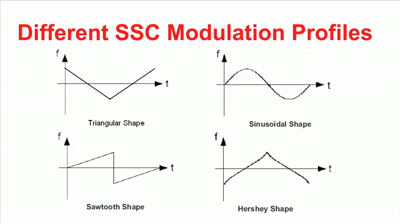 Different SSC Modulation Profiles
f
t
Triangular Shape
f
t
Sinusoidal Shape
f
t
Sawtooth Shape
f
t
Hershey Shape